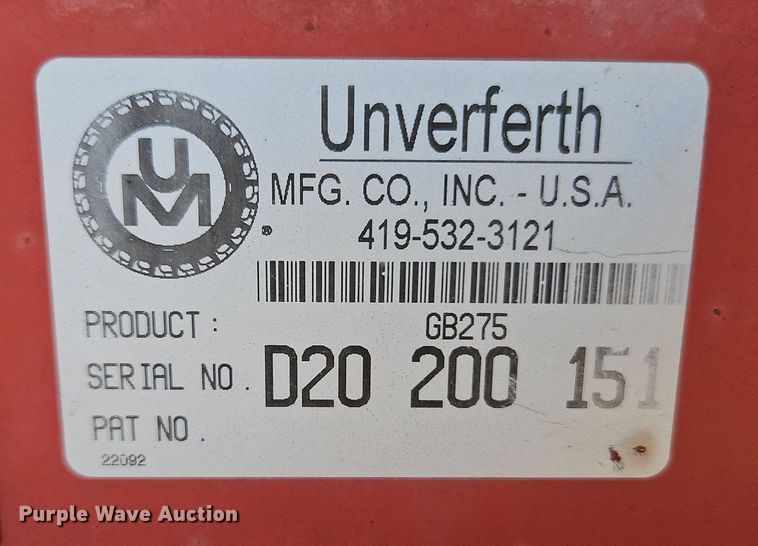 UM
Unverferth
MFG. CO., INC. - U.S.A.
419-532-3121
PRODUCT : GB275
SERIAL NO. D20 200 151
PAT NO.
22092
Purple Wave Auction